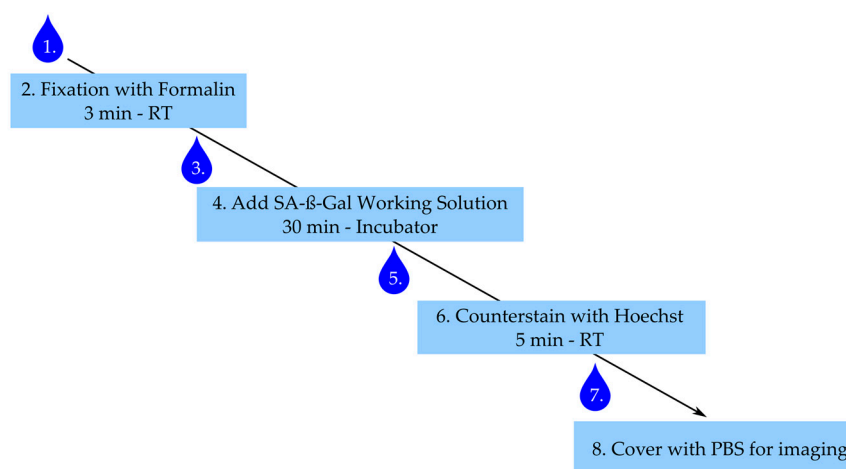 1.
2. Fixation with Formalin
3 min - RT
3.
4. Add SA-ß-Gal Working Solution
30 min - Incubator
5.
6. Counterstain with Hoechst
5 min - RT
7.
8. Cover with PBS for imaging